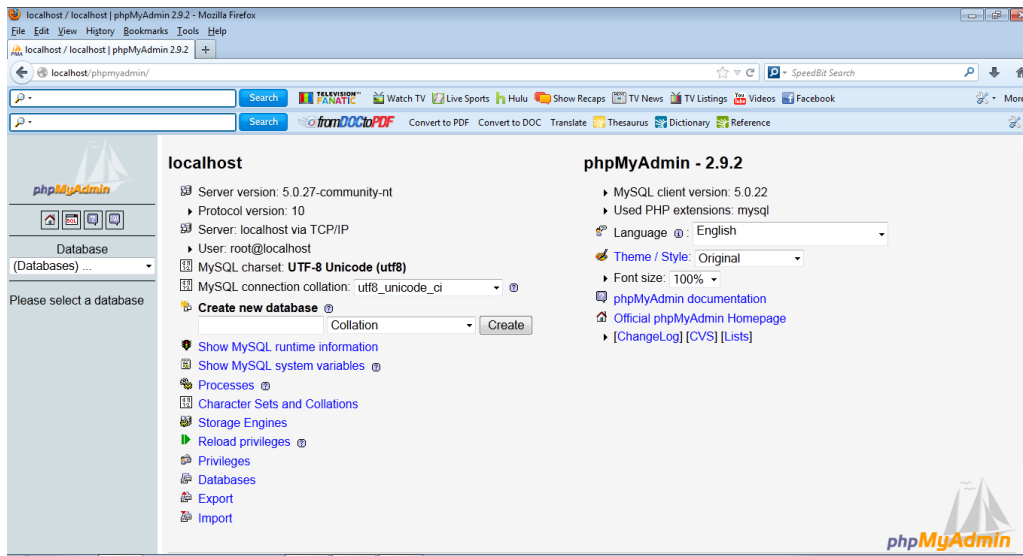 localhost / localhost | phpMyAdmin 2.9.2 - Mozilla Firefox
File Edit View History Bookmarks Tools Help
localhost / localhost | phpMyAdmin 2.9.2
localhost/phpmyadmin/
SpeedBit Search
Search TELEVISION FANATIC Watch TV Live Sports Hulu Show Recaps TV News TV Listings Videos Facebook More
Search fromDOCtoPDF Convert to PDF Convert to DOC Translate Thesaurus Dictionary Reference
phpMyAdmin
Database
(Databases) ...
Please select a database
localhost
Server version: 5.0.27-community-nt
Protocol version: 10
Server: localhost via TCP/IP
User: root@localhost
MySQL charset: UTF-8 Unicode (utf8)
MySQL connection collation: utf8_unicode_ci
Create new database
Collation Create
Show MySQL runtime information
Show MySQL system variables
Processes
Character Sets and Collations
Storage Engines
Reload privileges
Privileges
Databases
Export
Import
phpMyAdmin - 2.9.2
MySQL client version: 5.0.22
Used PHP extensions: mysql
Language : English
Theme / Style: Original
Font size: 100%
phpMyAdmin documentation
Official phpMyAdmin Homepage
[ChangeLog] [CVS] [Lists]
phpMyAdmin